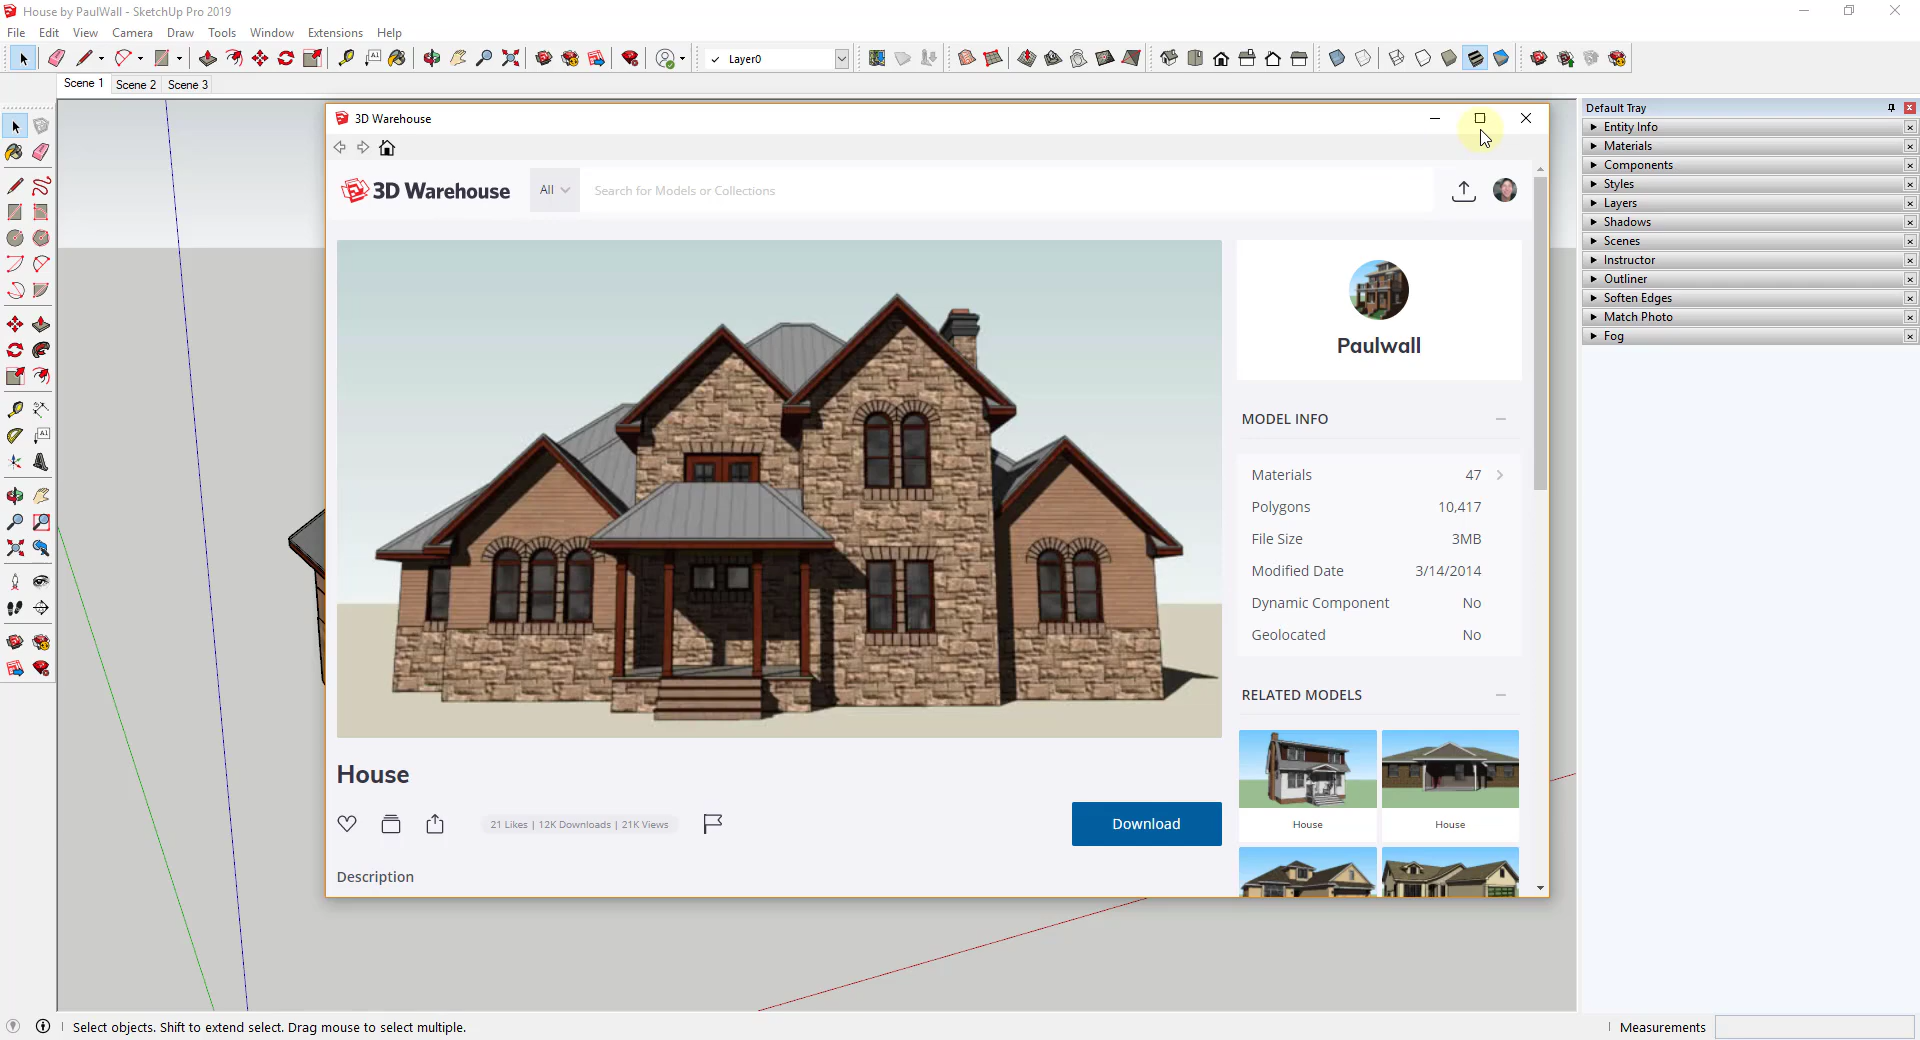 House by PaulWall - SketchUp Pro 2019
File Edit View Camera Draw Tools Window Extensions Help
Layer0
Scene 1 Scene 2 Scene 3
3D Warehouse
3D Warehouse All Search for Models or Collections
Paulwall
MODEL INFO
Materials 47
Polygons 10,417
File Size 3MB
Modified Date 3/14/2014
Dynamic Component No
Geolocated No
RELATED MODELS
House House
House
21 Likes | 12K Downloads | 21K Views
Download
Description
Default Tray
Entity Info
Materials
Components
Styles
Layers
Shadows
Scenes
Instructor
Outliner
Soften Edges
Match Photo
Fog
Select objects. Shift to extend select. Drag mouse to select multiple.
Measurements